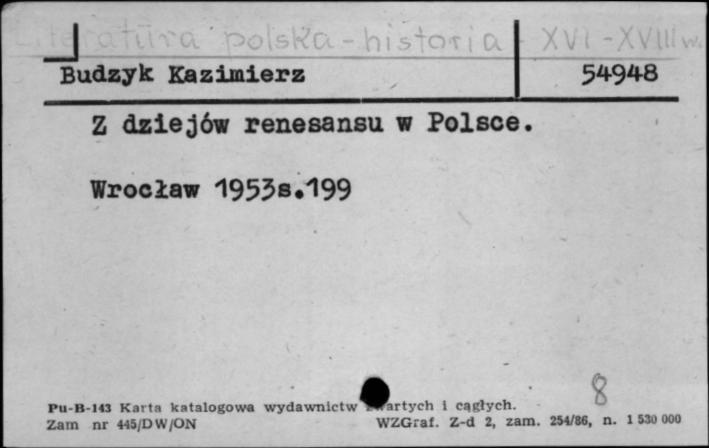 Literatura polska - historia - XVI - XVIII w.
Budzyk Kazimierz 54948
Z dziejów renesansu w Polsce.
Wrocław 1953s.199
8
Pu-B-143 Karta katalogowa wydawnictw zwartych i ciągłych.
Zam nr 445/DW/ON WZGraf. Z-d 2, zam. 254/86, n. 1 530 000